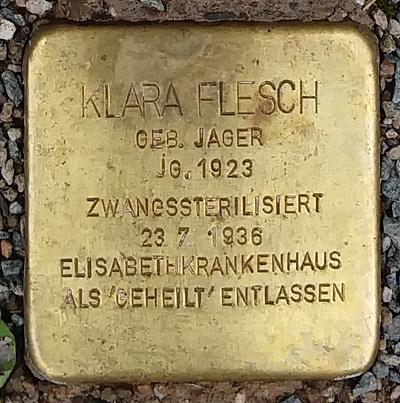 KLARA FLESCH
GEB. JAGER
JG. 1923
ZWANGSSTERILISIERT
23. 7. 1936
ELISABETHKRANKENHAUS
ALS 'GEHEILT' ENTLASSEN